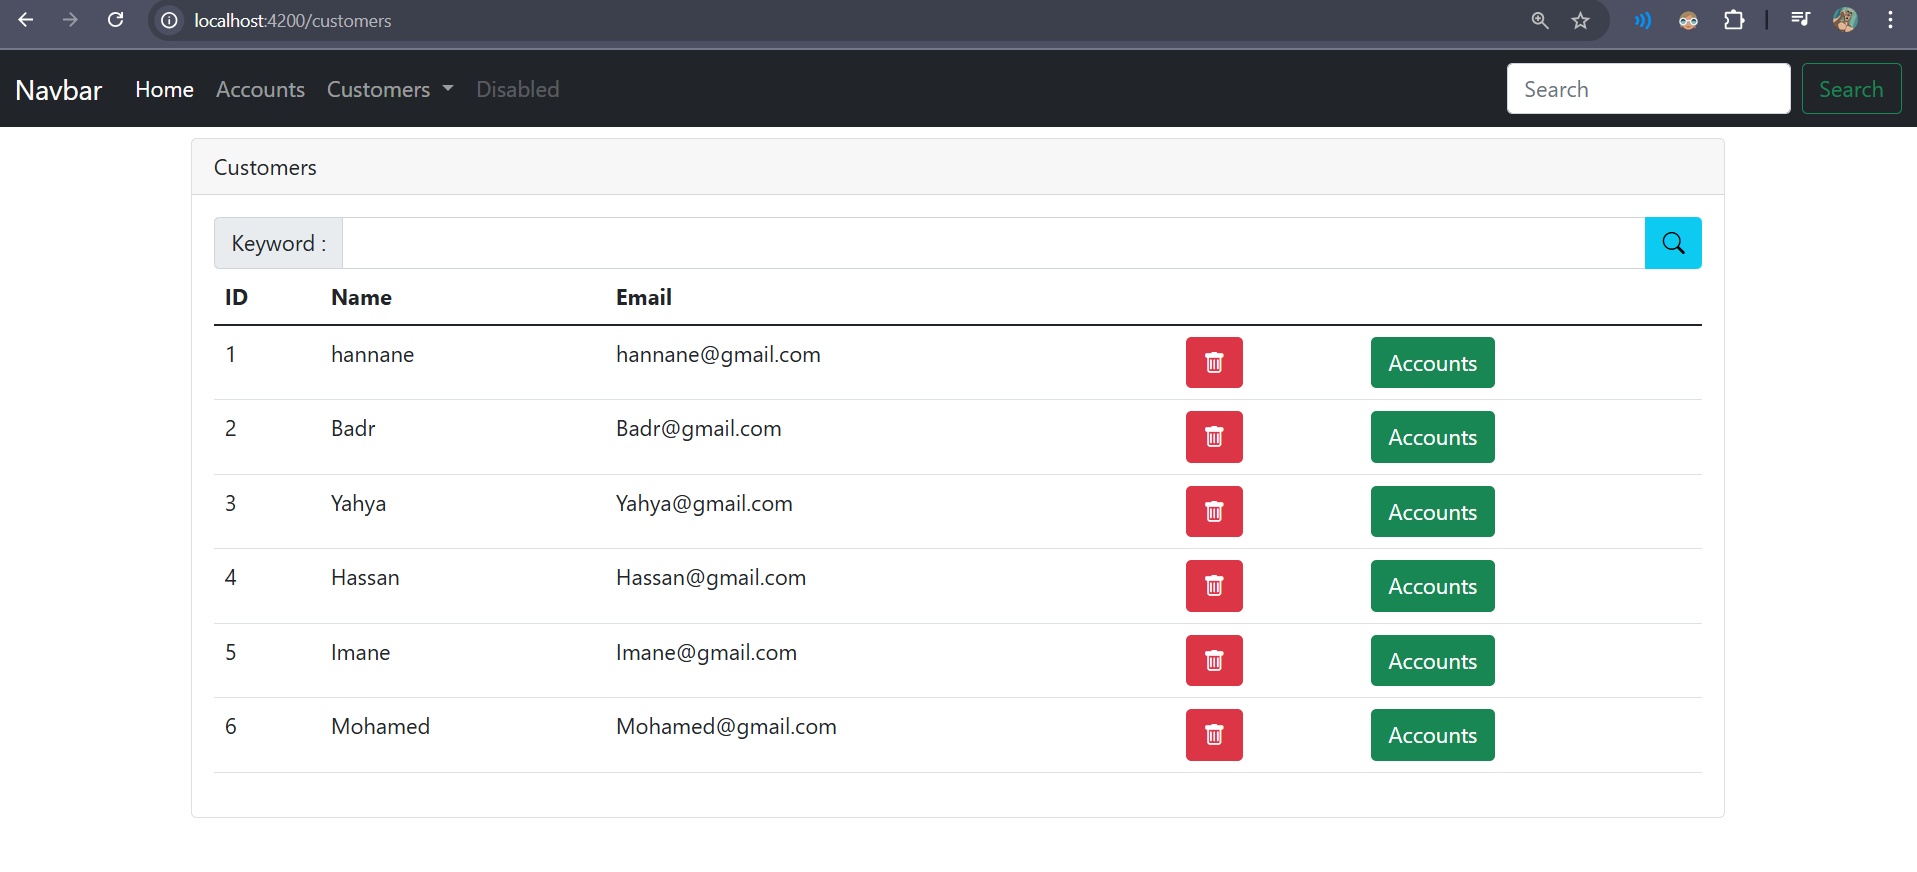 localhost:4200/customers
Navbar Home Accounts Customers Disabled Search Search
Customers
Keyword :
ID Name Email
1 hannane hannane@gmail.com Accounts
2 Badr Badr@gmail.com Accounts
3 Yahya Yahya@gmail.com Accounts
4 Hassan Hassan@gmail.com Accounts
5 Imane Imane@gmail.com Accounts
6 Mohamed Mohamed@gmail.com Accounts